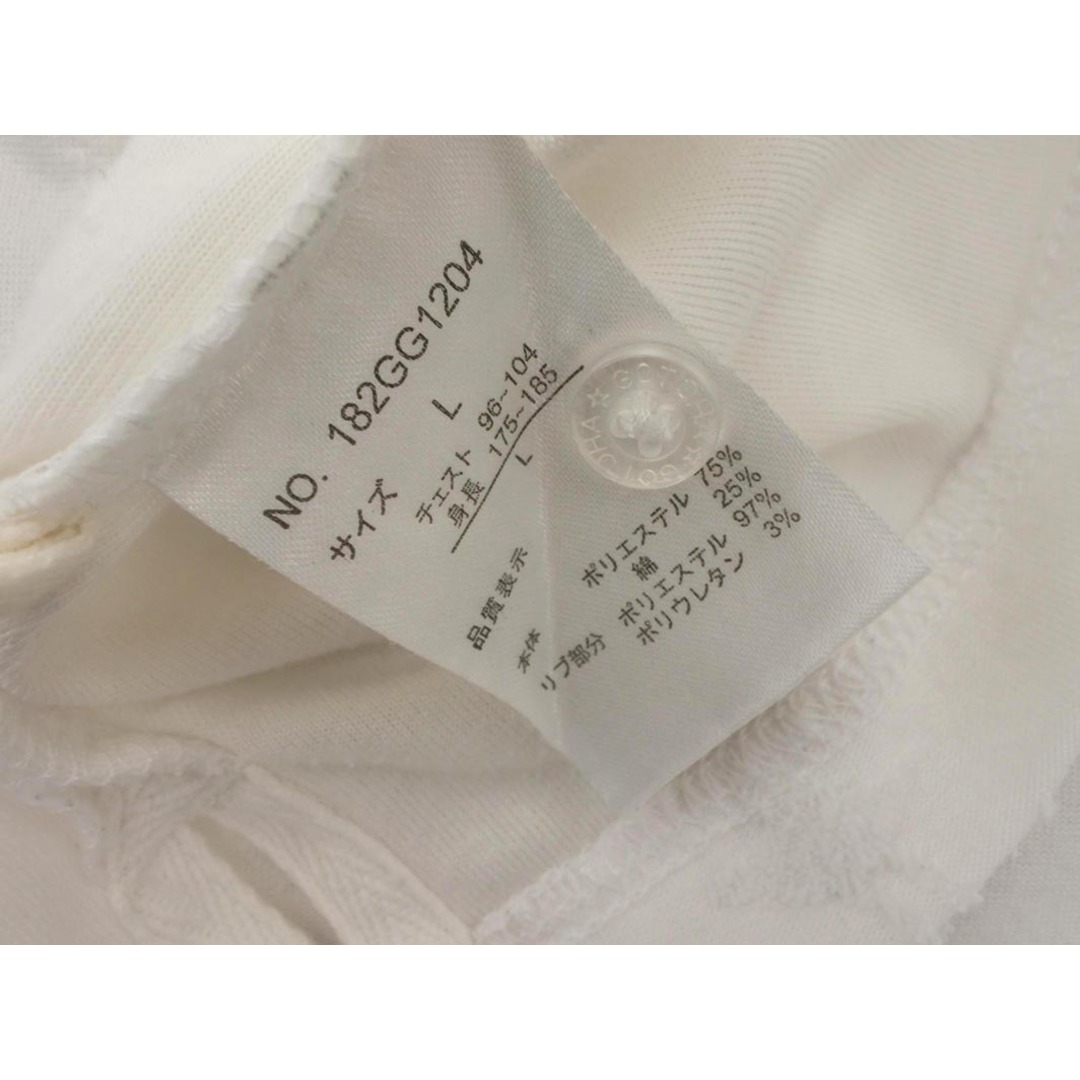 NO. 182GG1204
サイズ L
チェスト 96~104
身長 175~185
L
品質表示
本体 ポリエステル 75%
綿 25%
リブ部分 ポリエステル 97%
ポリウレタン 3%
GOTCHA ☆ GOTCHA ☆